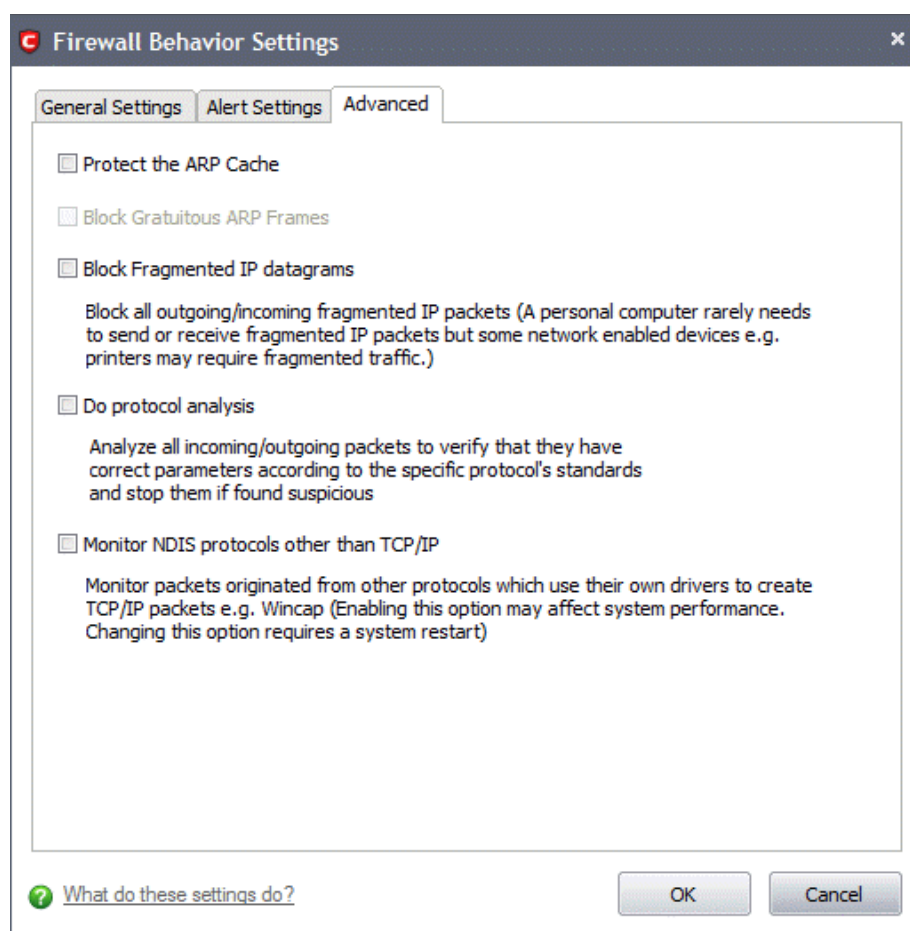 Firewall Behavior Settings
General Settings
Alert Settings
Advanced
Protect the ARP Cache
Block Gratuitous ARP Frames
Block Fragmented IP datagrams
Block all outgoing/incoming fragmented IP packets (A personal computer rarely needs
to send or receive fragmented IP packets but some network enabled devices e.g.
printers may require fragmented traffic.)
Do protocol analysis
Analyze all incoming/outgoing packets to verify that they have
correct parameters according to the specific protocol's standards
and stop them if found suspicious
Monitor NDIS protocols other than TCP/IP
Monitor packets originated from other protocols which use their own drivers to create
TCP/IP packets e.g. Wincap (Enabling this option may affect system performance.
Changing this option requires a system restart)
What do these settings do?
OK
Cancel